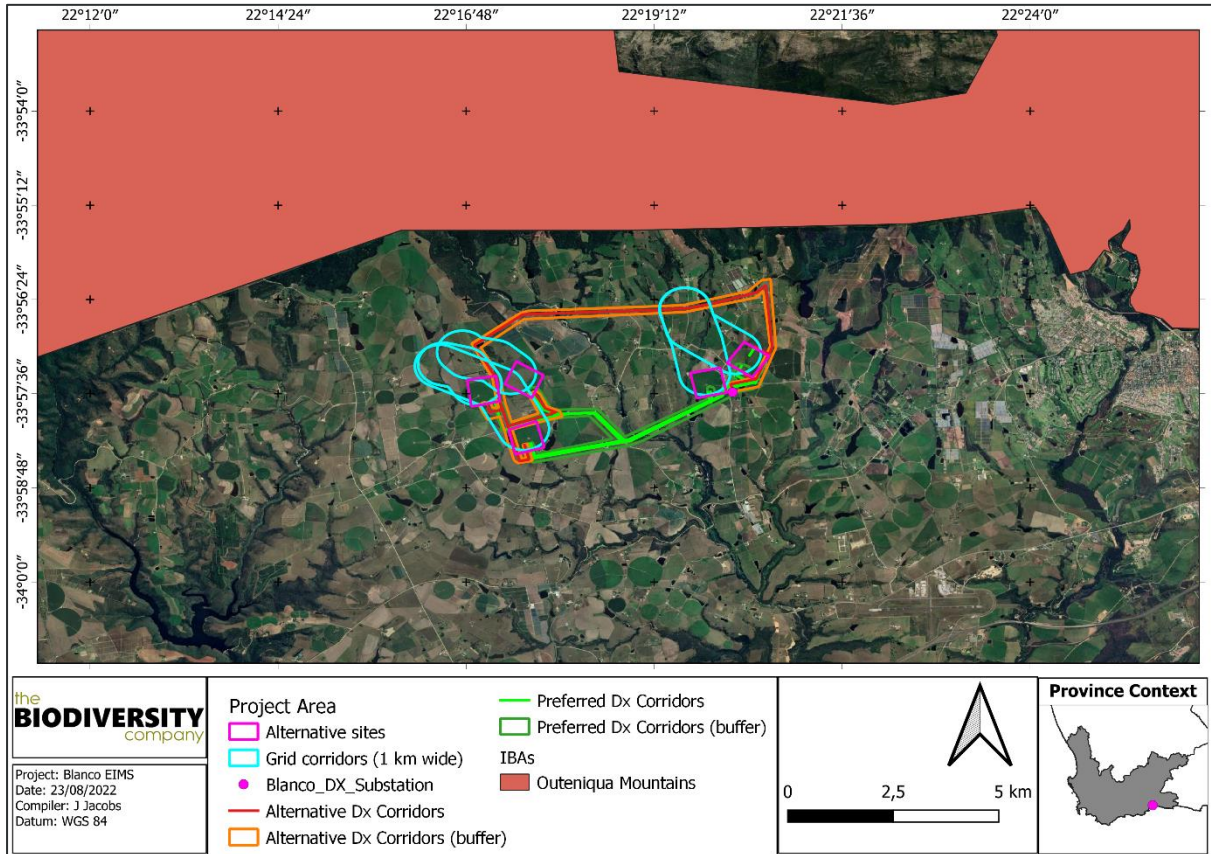 22°12′0″ 22°14′24″ 22°16′48″ 22°19′12″ 22°21′36″ 22°24′0″
-33°54′0″
-33°55′12″
-33°56′24″
-33°57′36″
-33°58′48″
-34°0′0″
the
BIODIVERSITY
company
Project: Blanco EIMS
Date: 23/08/2022
Compiler: J Jacobs
Datum: WGS 84
Project Area
Alternative sites
Grid corridors (1 km wide)
Blanco_DX_Substation
Alternative Dx Corridors
Alternative Dx Corridors (buffer)
Preferred Dx Corridors
Preferred Dx Corridors (buffer)
IBAs
Outeniqua Mountains
0 2,5 5 km
Province Context